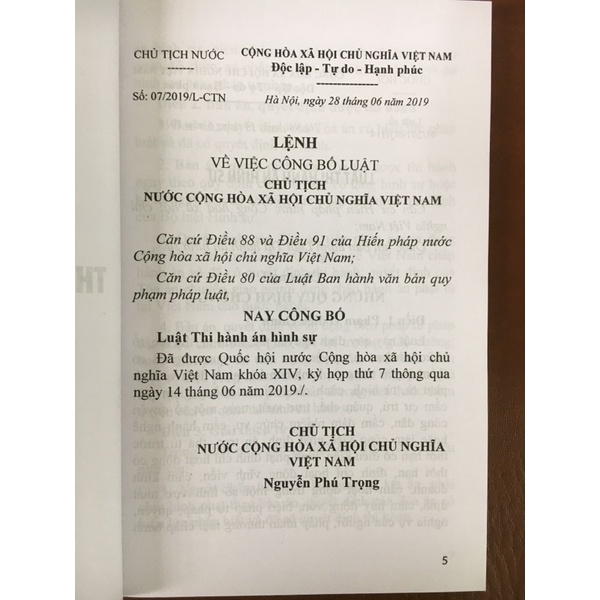 CHỦ TỊCH NƯỚC
-------
CỘNG HÒA XÃ HỘI CHỦ NGHĨA VIỆT NAM
Độc lập - Tự do - Hạnh phúc
---------------
Số: 07/2019/L-CTN
Hà Nội, ngày 28 tháng 06 năm 2019
LỆNH
VỀ VIỆC CÔNG BỐ LUẬT
CHỦ TỊCH
NƯỚC CỘNG HÒA XÃ HỘI CHỦ NGHĨA VIỆT NAM
Căn cứ Điều 88 và Điều 91 của Hiến pháp nước
Cộng hòa xã hội chủ nghĩa Việt Nam;
Căn cứ Điều 80 của Luật Ban hành văn bản quy
phạm pháp luật,
NAY CÔNG BỐ
Luật Thi hành án hình sự
Đã được Quốc hội nước Cộng hòa xã hội chủ
nghĩa Việt Nam khóa XIV, kỳ họp thứ 7 thông qua
ngày 14 tháng 06 năm 2019./.
CHỦ TỊCH
NƯỚC CỘNG HÒA XÃ HỘI CHỦ NGHĨA
VIỆT NAM
Nguyễn Phú Trọng
5